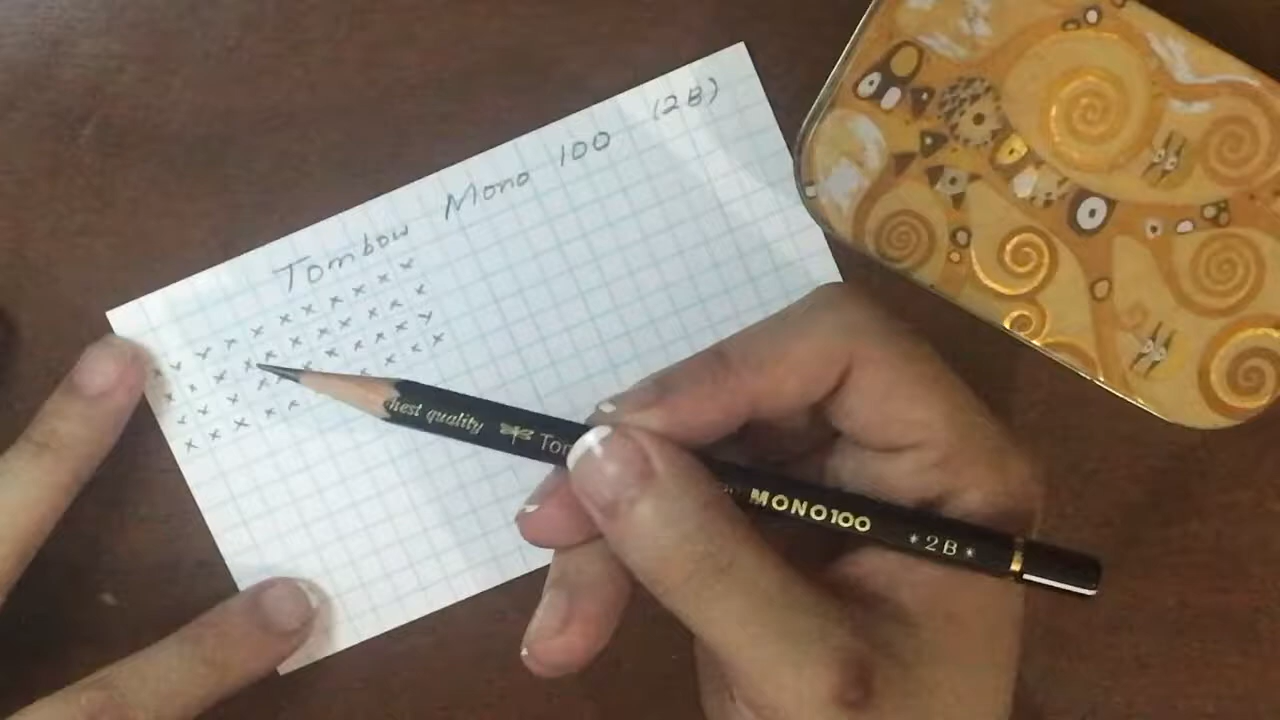 Tombow Mono 100 (2B)
x x x x x x x x x x
x x x x x x x x x x
x x x x x x x x x
x x x x x x x x
hest quality Tom MONO100 *2B*